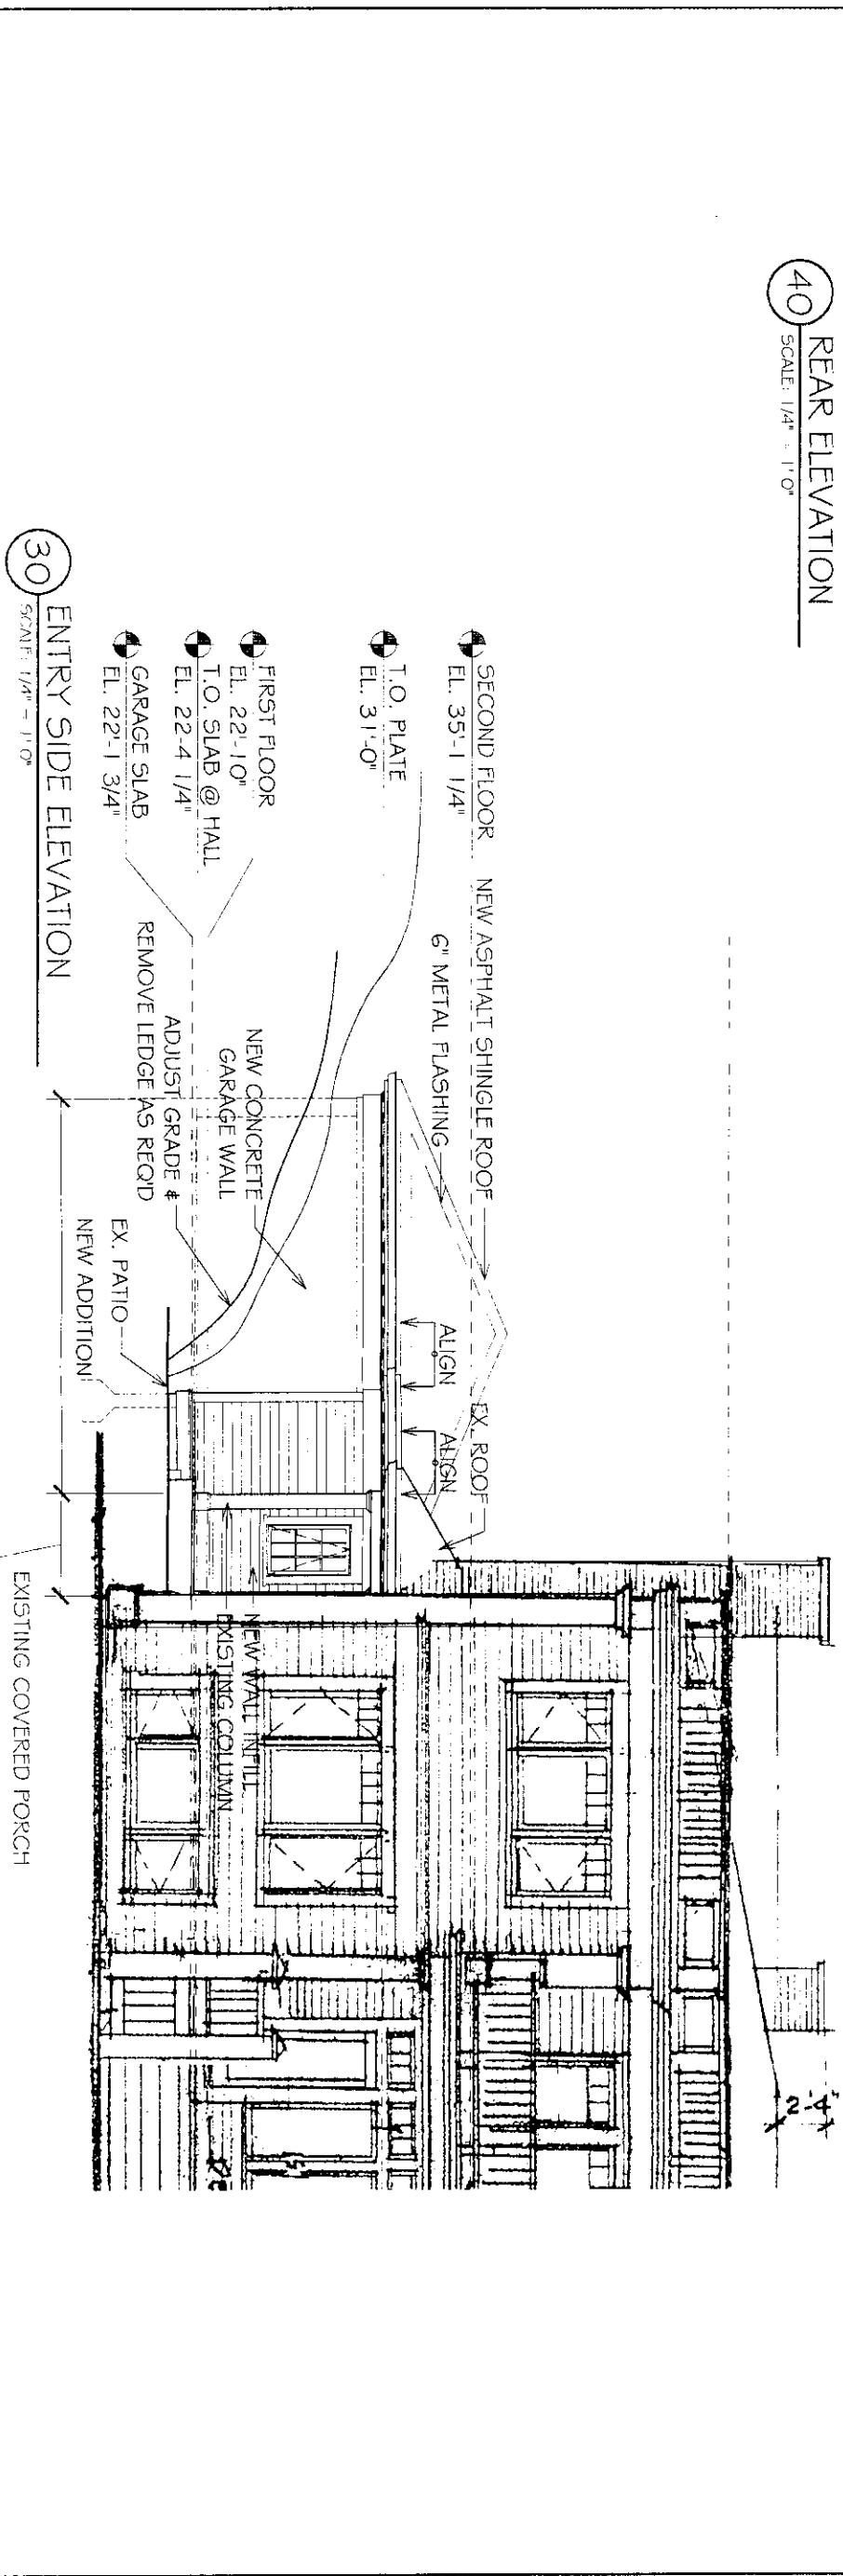 40
REAR ELEVATION
SCALE: 1/4" = 1'0"
SECOND FLOOR
EL. 35'-1 1/4"
T.O. PLATE
EL. 31'-0"
FIRST FLOOR
EL. 22'-10"
T.O. SLAB @ HALL
EL. 22-4 1/4"
GARAGE SLAB
EL. 22'-1 3/4"
NEW ASPHALT SHINGLE ROOF
6" METAL FLASHING
NEW CONCRETE
GARAGE WALL
ADJUST GRADE &
REMOVE LEDGE AS REQ'D
EX. PATIO
NEW ADDITION
ALIGN
ALIGN
EX. ROOF
NEW WALL INFILL
EXISTING COLUMN
EXISTING COVERED PORCH
2'-4"
30
ENTRY SIDE ELEVATION
SCALE: 1/4" = 1'0"